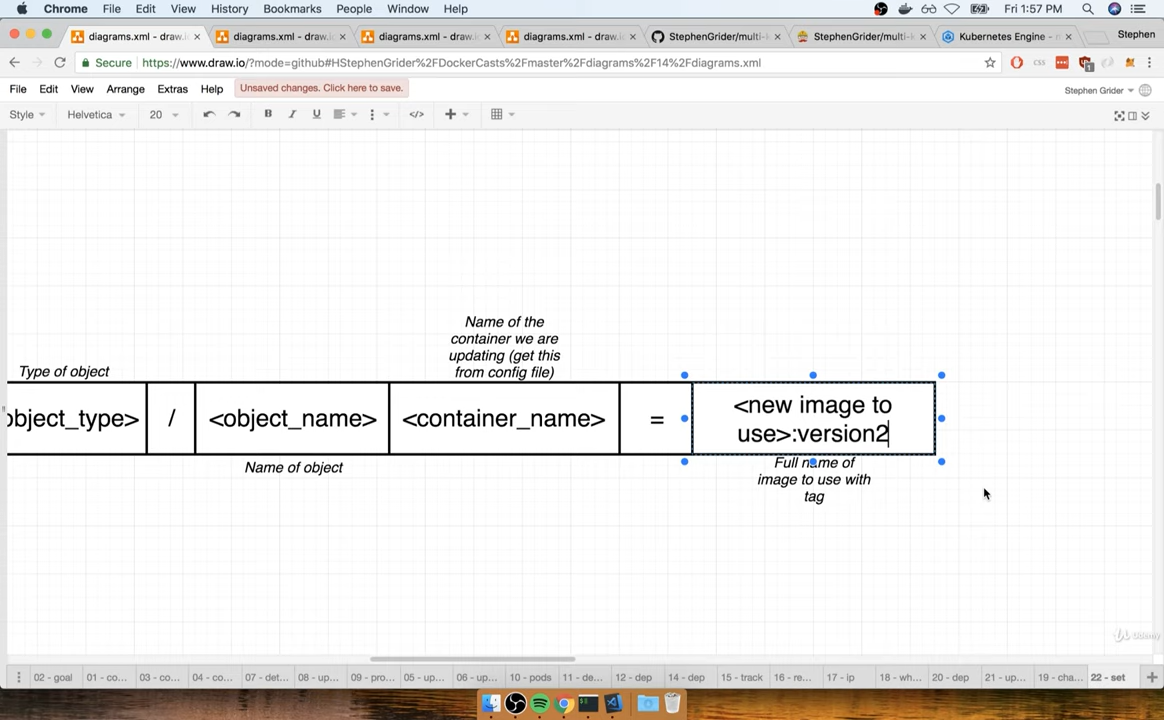 Chrome File Edit View History Bookmarks People Window Help Fri 1:57 PM
diagrams.xml - draw.i diagrams.xml - draw.i diagrams.xml - draw.i diagrams.xml - draw.i StephenGrider/multi- StephenGrider/multi- Kubernetes Engine - Stephen
Secure https://www.draw.io/?mode=github#HStephenGrider%2FDockerCasts%2Fmaster%2Fdiagrams%2F14%2Fdiagrams.xml
File Edit View Arrange Extras Help Unsaved changes. Click here to save. Stephen Grider
Style Helvetica 20 B I U
Name of the
container we are
updating (get this
from config file)
Type of object
object_type> / <object_name> <container_name> = <new image to
use>:version2
Name of object
Full name of
image to use with
tag
Udemy
02 - goal 01 - co... 03 - co... 04 - co... 07 - det... 08 - up... 09 - pro... 05 - up... 06 - up... 10 - pods 11 - de... 12 - dep 14 - dep 15 - track 16 - re... 17 - ip 18 - wh... 20 - dep 21 - up... 19 - cha... 22 - set